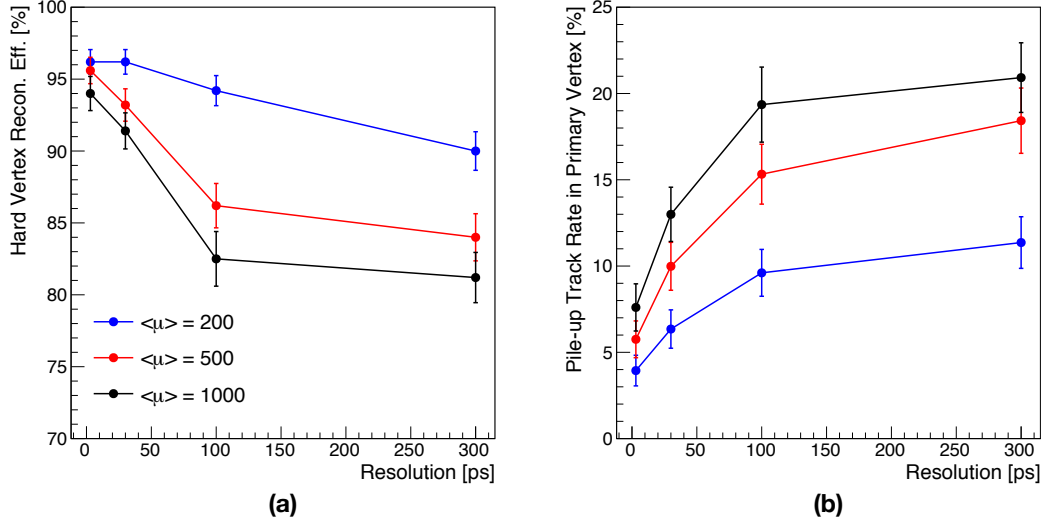 Hard Vertex Recon. Eff. [%]
100
95
90
85
80
75
70
<μ> = 200
<μ> = 500
<μ> = 1000
0 50 100 150 200 250 300
Resolution [ps]
(a)
Pile-up Track Rate in Primary Vertex [%]
25
20
15
10
5
0
0 50 100 150 200 250 300
Resolution [ps]
(b)